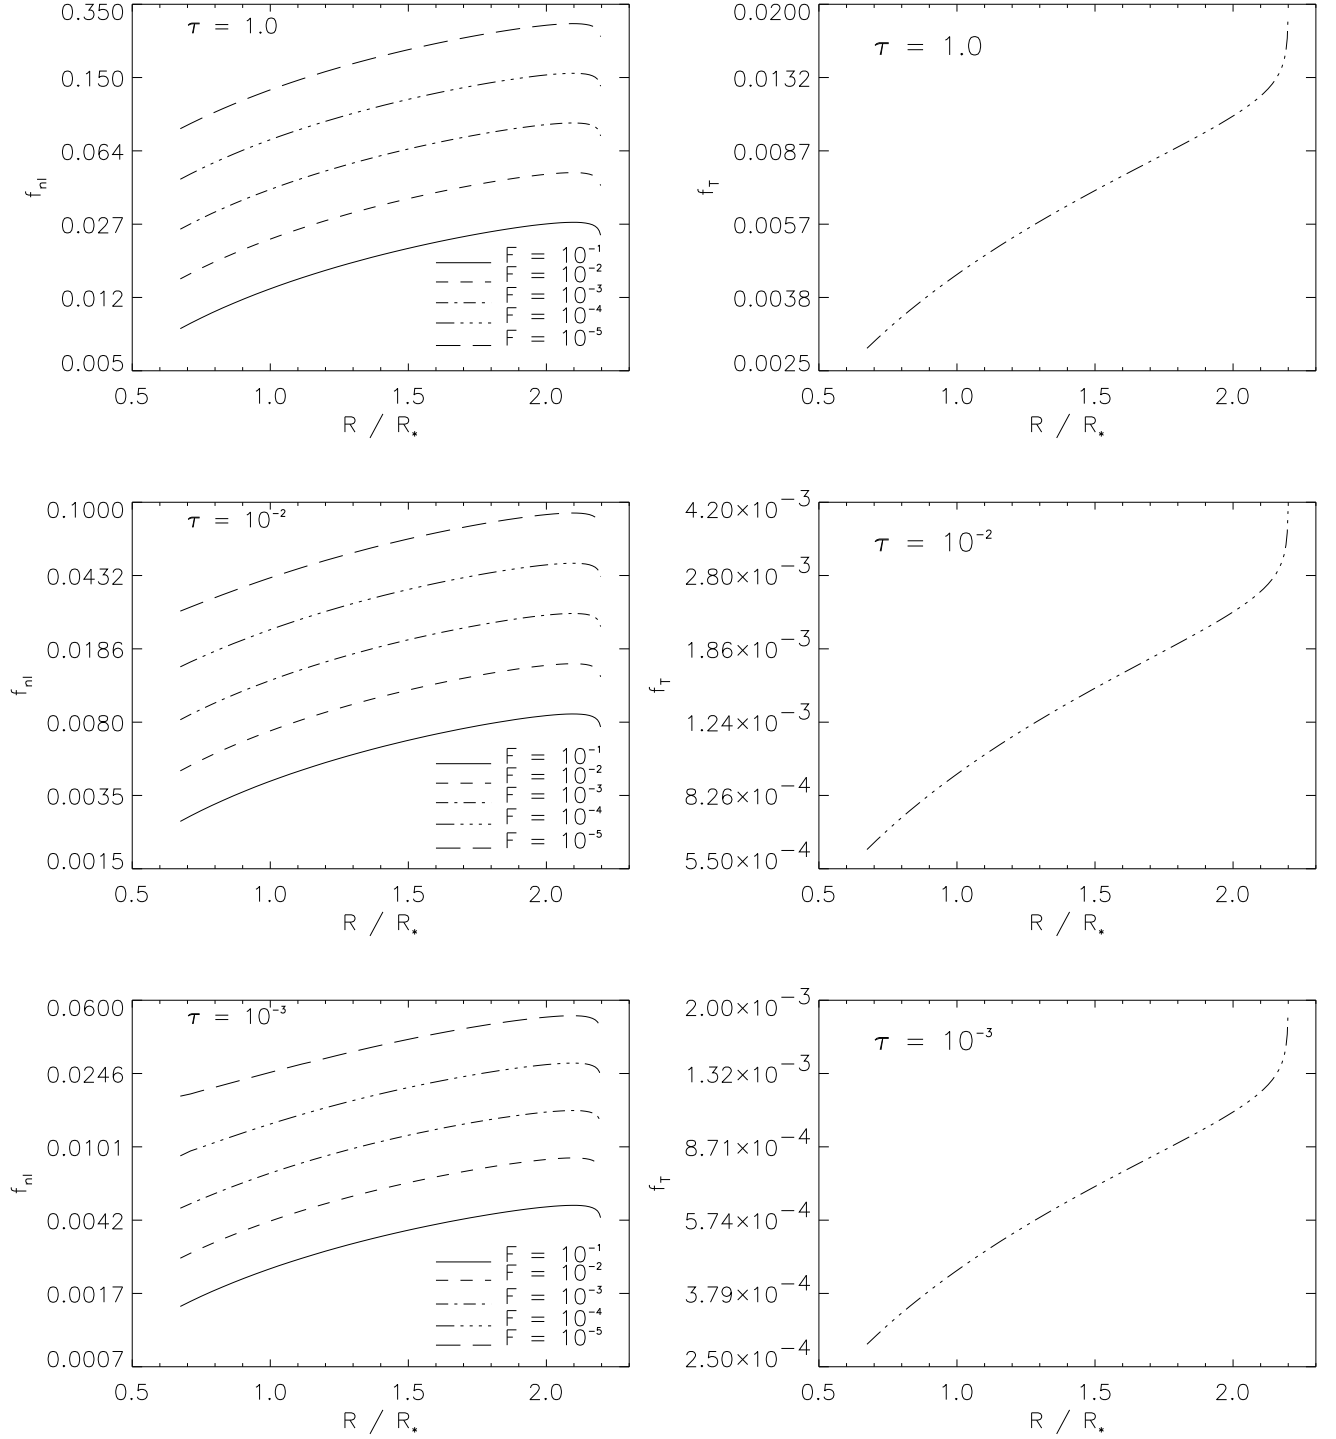 τ = 1.0
0.350
0.150
0.064
0.027
0.012
0.005
f_nl
F = 10⁻¹
F = 10⁻²
F = 10⁻³
F = 10⁻⁴
F = 10⁻⁵
0.5 1.0 1.5 2.0
R / R*
τ = 1.0
0.0200
0.0132
0.0087
0.0057
0.0038
0.0025
f_T
0.5 1.0 1.5 2.0
R / R*
τ = 10⁻²
0.1000
0.0432
0.0186
0.0080
0.0035
0.0015
f_nl
F = 10⁻¹
F = 10⁻²
F = 10⁻³
F = 10⁻⁴
F = 10⁻⁵
0.5 1.0 1.5 2.0
R / R*
τ = 10⁻²
4.20×10⁻³
2.80×10⁻³
1.86×10⁻³
1.24×10⁻³
8.26×10⁻⁴
5.50×10⁻⁴
f_T
0.5 1.0 1.5 2.0
R / R*
τ = 10⁻³
0.0600
0.0246
0.0101
0.0042
0.0017
0.0007
f_nl
F = 10⁻¹
F = 10⁻²
F = 10⁻³
F = 10⁻⁴
F = 10⁻⁵
0.5 1.0 1.5 2.0
R / R*
τ = 10⁻³
2.00×10⁻³
1.32×10⁻³
8.71×10⁻⁴
5.74×10⁻⁴
3.79×10⁻⁴
2.50×10⁻⁴
f_T
0.5 1.0 1.5 2.0
R / R*